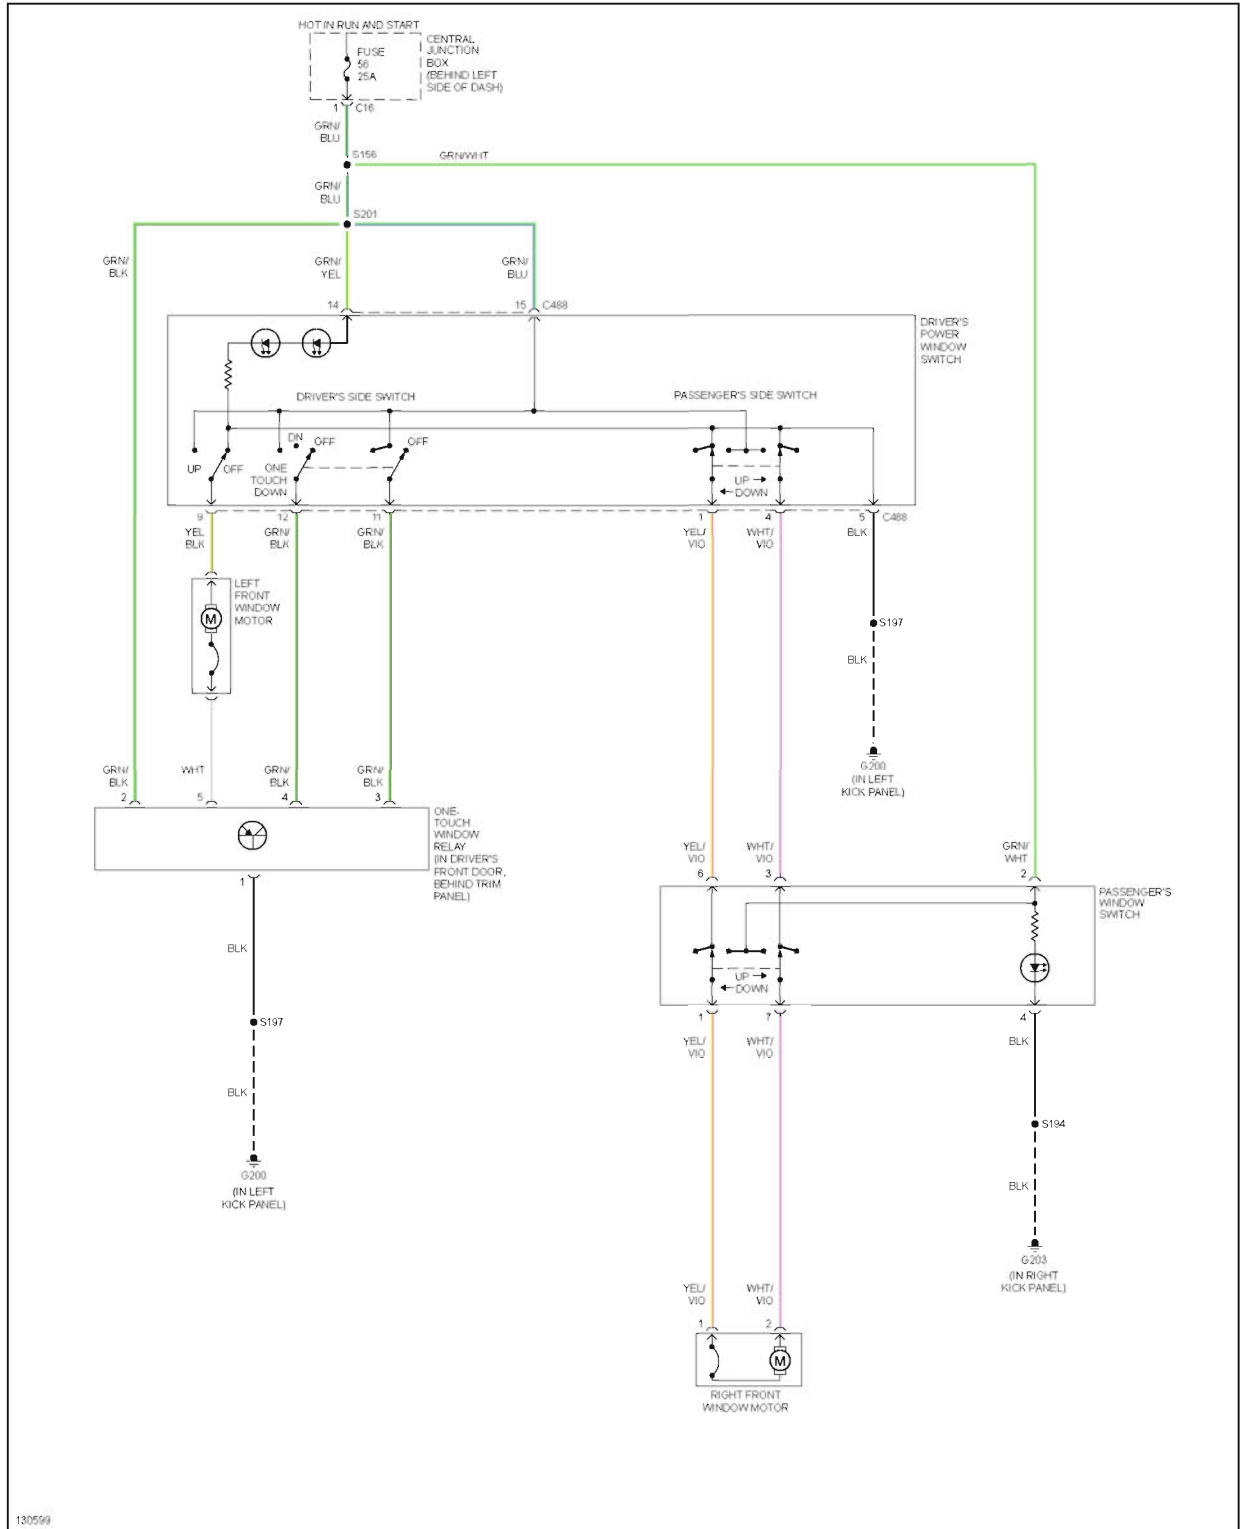 HOT IN RUN AND START
FUSE
56
25A
CENTRAL
JUNCTION
BOX
(BEHIND LEFT
SIDE OF DASH)
1
C16
GRN/
BLU
S156
GRN/WHT
GRN/
BLU
S201
GRN/
BLK
GRN/
YEL
GRN/
BLU
14
15
C488
DRIVER'S
POWER
WINDOW
SWITCH
DRIVER'S SIDE SWITCH
PASSENGER'S SIDE SWITCH
UP
OFF
ONE
TOUCH
DOWN
DN
OFF
OFF
UP
DOWN
9
12
11
1
4
5
C488
YEL
BLK
GRN/
BLK
GRN/
BLK
YEL/
VIO
WHT/
VIO
BLK
LEFT
FRONT
WINDOW
MOTOR
M
S197
BLK
G200
(IN LEFT
KICK PANEL)
GRN/
BLK
WHT
GRN/
BLK
GRN/
BLK
2
5
4
3
ONE-
TOUCH
WINDOW
RELAY
(IN DRIVER'S
FRONT DOOR,
BEHIND TRIM
PANEL)
1
BLK
S197
BLK
G200
(IN LEFT
KICK PANEL)
YEL/
VIO
WHT/
VIO
GRN/
WHT
6
3
2
PASSENGER'S
WINDOW
SWITCH
UP
DOWN
1
7
4
YEL/
VIO
WHT/
VIO
BLK
S194
BLK
G203
(IN RIGHT
KICK PANEL)
YEL/
VIO
WHT/
VIO
1
2
M
RIGHT FRONT
WINDOW MOTOR
130599